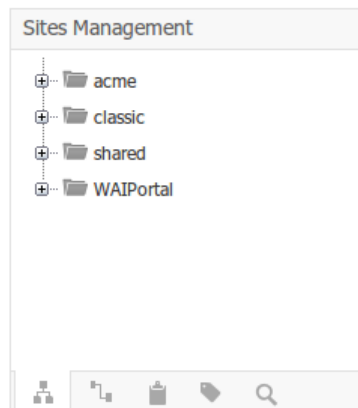 Sites Management
acme
classic
shared
WAIPortal